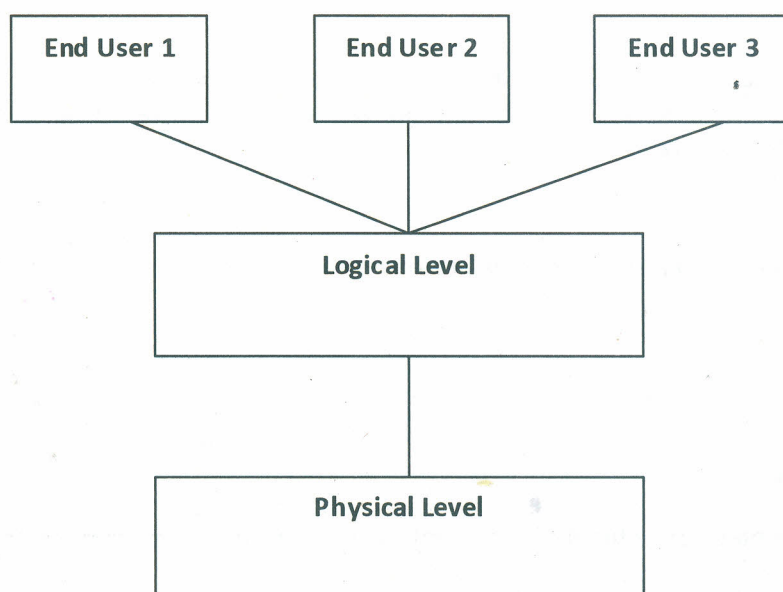 End User 1
End User 2
End User 3
Logical Level
Physical Level